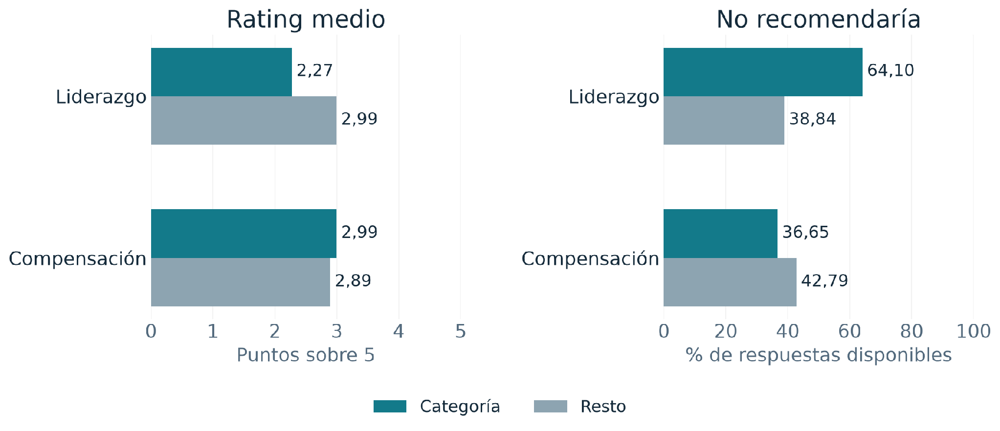 Rating medio
Liderazgo
2,27
2,99
Compensación
2,99
2,89
0 1 2 3 4 5
Puntos sobre 5
No recomendaría
Liderazgo
64,10
38,84
Compensación
36,65
42,79
0 20 40 60 80 100
% de respuestas disponibles
Categoría Resto